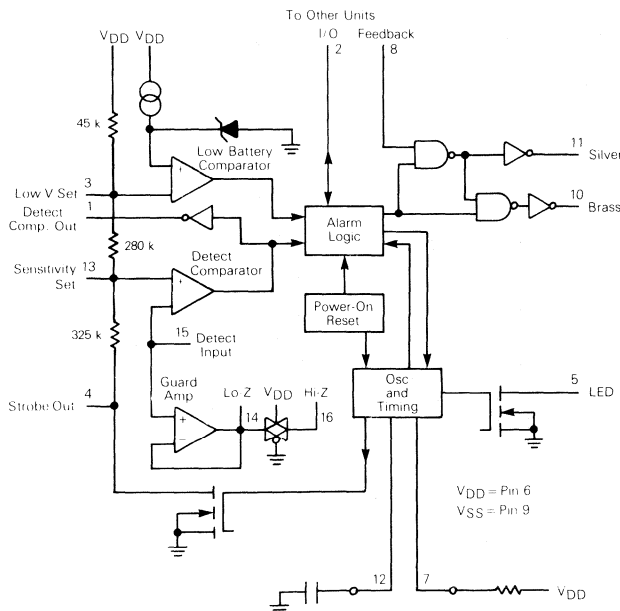 To Other Units
I/O
2
Feedback
8
VDD
VDD
45 k
Low Battery
Comparator
+
3
Low V Set
1
Detect
Comp. Out
280 k
Detect
Comparator
+
13
Sensitivity
Set
325 k
15
Detect
Input
4
Strobe Out
Guard
Amp
+
−
Lo-Z
14
VDD
Hi-Z
16
Alarm
Logic
Power-On
Reset
Osc
and
Timing
11
Silver
10
Brass
5
LED
VDD = Pin 6
VSS = Pin 9
12
7
VDD